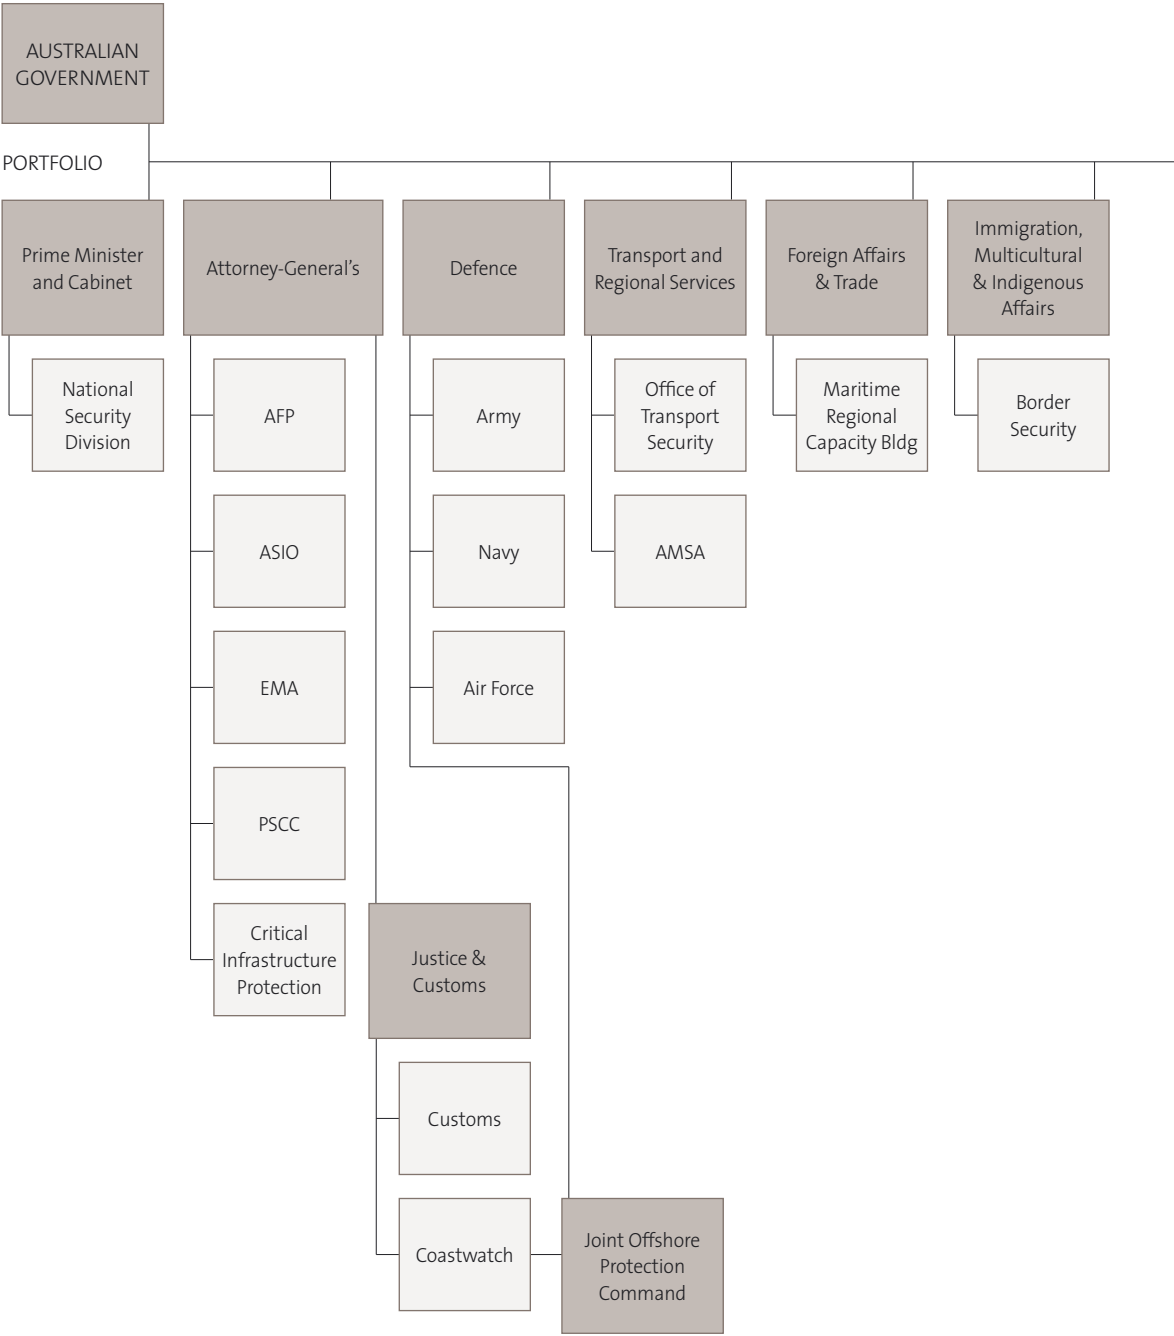 AUSTRALIAN
GOVERNMENT
PORTFOLIO
Prime Minister
and Cabinet
Attorney-General’s
Defence
Transport and
Regional Services
Foreign Affairs
& Trade
Immigration,
Multicultural
& Indigenous
Affairs
National
Security
Division
AFP
Army
Office of
Transport
Security
Maritime
Regional
Capacity Bldg
Border
Security
ASIO
Navy
AMSA
EMA
Air Force
PSCC
Critical
Infrastructure
Protection
Justice &
Customs
Customs
Coastwatch
Joint Offshore
Protection
Command